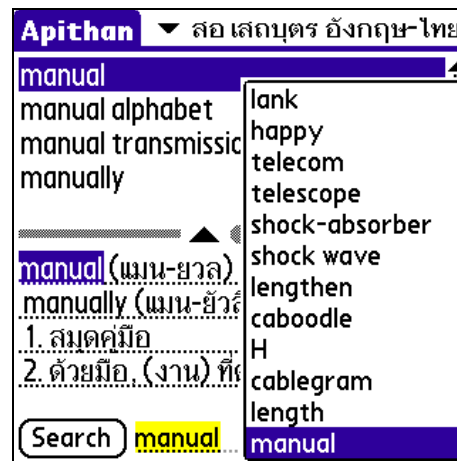 Apithan ▼ สอ เสถบุตร อังกฤษ-ไทย
manual
manual alphabet
manual transmissic
manually
manual (แมน-ยวล)
manually (แมน-ยัวลิ
1. สมุดคู่มือ
2. ด้วยมือ, (งาน) ที่
Search manual
lank
happy
telecom
telescope
shock-absorber
shock wave
lengthen
caboodle
H
cablegram
length
manual